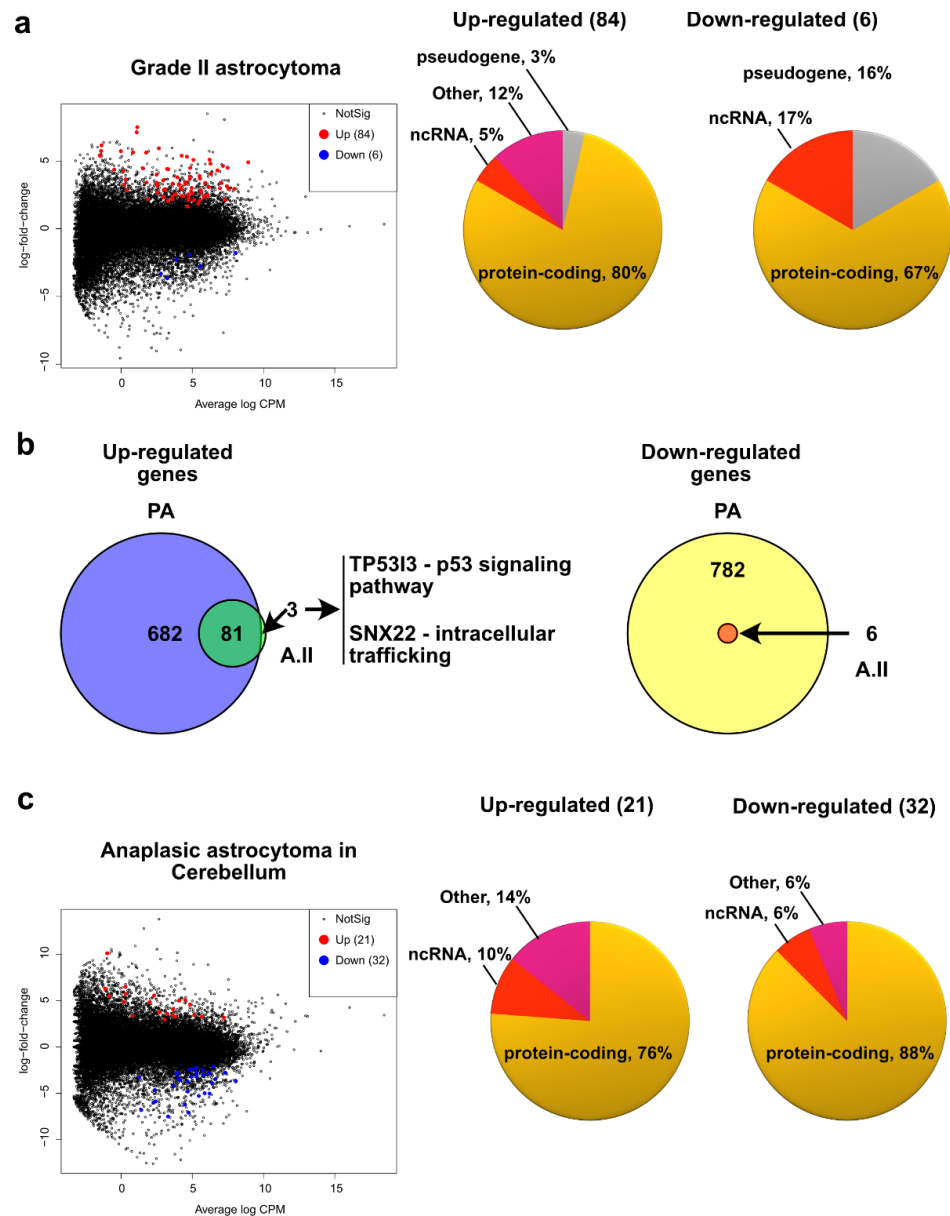 a
Up-regulated (84)
Down-regulated (6)
Grade II astrocytoma
NotSig
Up (84)
Down (6)
log−fold−change
5
0
−5
−10
0
5
10
15
Average log CPM
pseudogene, 3%
Other, 12%
ncRNA, 5%
protein-coding, 80%
pseudogene, 16%
ncRNA, 17%
protein-coding, 67%
b
Up-regulated
genes
PA
682
81
3
A.II
TP53I3 - p53 signaling
pathway
SNX22 - intracellular
trafficking
Down-regulated
genes
PA
782
6
A.II
c
Up-regulated (21)
Down-regulated (32)
Anaplasic astrocytoma in
Cerebellum
NotSig
Up (21)
Down (32)
log−fold−change
10
5
0
−5
−10
0
5
10
15
Average log CPM
Other, 14%
ncRNA, 10%
protein-coding, 76%
Other, 6%
ncRNA, 6%
protein-coding, 88%